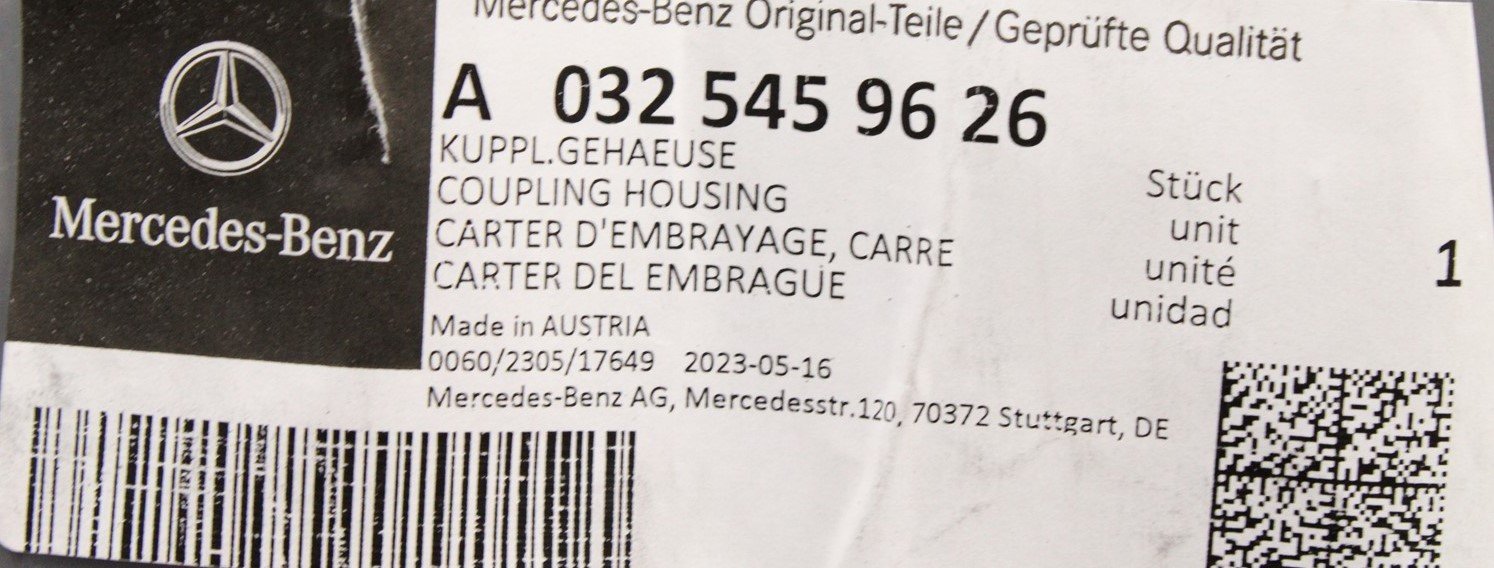 Mercedes-Benz Original-Teile/Geprüfte Qualität
A 032 545 96 26
KUPPL.GEHAEUSE
COUPLING HOUSING
CARTER D'EMBRAYAGE, CARRE
CARTER DEL EMBRAGUE
Stück
unit
unité
unidad
1
Mercedes-Benz
Made in AUSTRIA
0060/2305/17649 2023-05-16
Mercedes-Benz AG, Mercedesstr.120, 70372 Stuttgart, DE